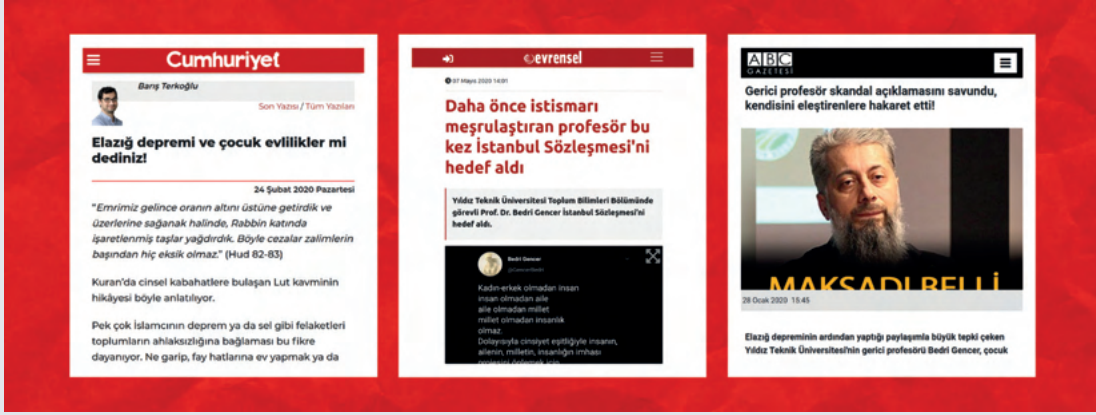 Cumhuriyet
Barış Terkoğlu
Son Yazısı / Tüm Yazıları
Elazığ depremi ve çocuk evlilikler mi
dediniz!
24 Şubat 2020 Pazartesi
"Emrimiz gelince oranın altını üstüne getirdik ve
üzerlerine sağanak halinde, Rabbin katında
işaretlenmiş taşlar yağdırdık. Böyle cezalar zalimlerin
başından hiç eksik olmaz." (Hud 82-83)
Kuran'da cinsel kabahatlere bulaşan Lut kavminin
hikâyesi böyle anlatılıyor.
Pek çok İslamcının deprem ya da sel gibi felaketleri
toplumların ahlaksızlığına bağlaması bu fikre
dayanıyor. Ne garip, fay hatlarına ev yapmak ya da
evrensel
07 Mayıs 2020 14:01
Daha önce istismarı
meşrulaştıran profesör bu
kez İstanbul Sözleşmesi'ni
hedef aldı
Yıldız Teknik Üniversitesi Toplum Bilimleri Bölümünde
görevli Prof. Dr. Bedri Gencer İstanbul Sözleşmesi'ni
hedef aldı.
Bedri Gencer
@GencerBedri
Kadın-erkek olmadan insan
insan olmadan aile
aile olmadan millet
millet olmadan insanlık
olmaz.
Dolayısıyla cinsiyet eşitliğiyle insanın,
ailenin, milletin, insanlığın imhası
projesini önlemek için
ABC
GAZETESİ
Gerici profesör skandal açıklamasını savundu,
kendisini eleştirenlere hakaret etti!
MAKSADI BELLİ
28 Ocak 2020 15:45
Elazığ depreminin ardından yaptığı paylaşımla büyük tepki çeken
Yıldız Teknik Üniversitesi'nin gerici profesörü Bedri Gencer, çocuk